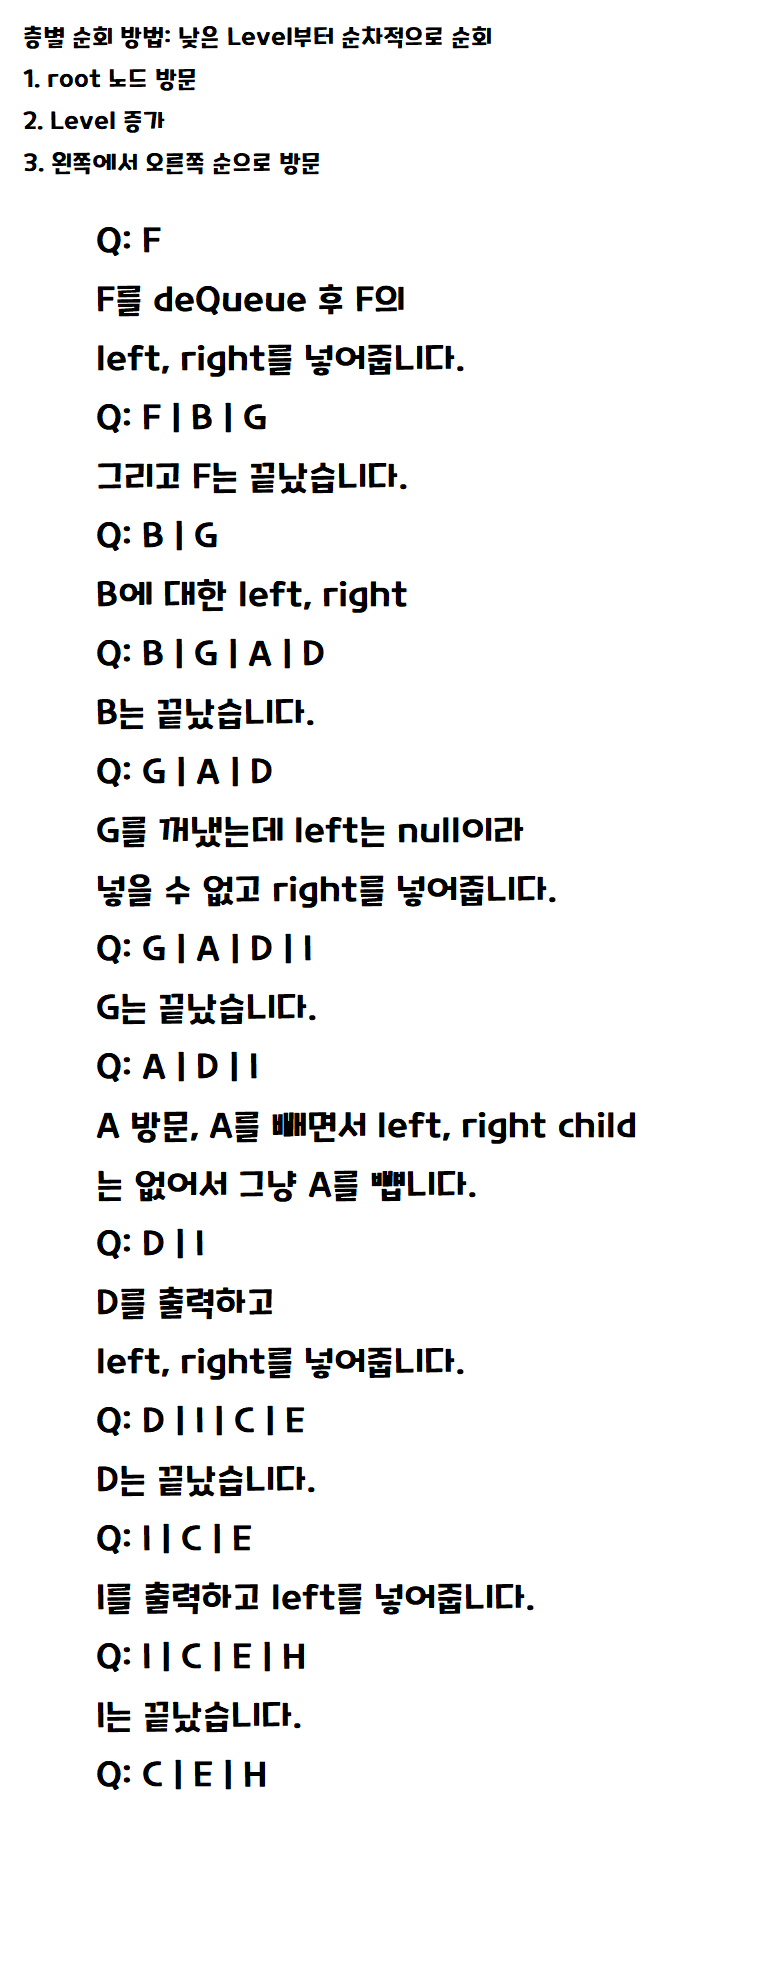 층별 순회 방법: 낮은 Level부터 순차적으로 순회
1. root 노드 방문
2. Level 증가
3. 왼쪽에서 오른쪽 순으로 방문
Q: F
F를 deQueue 후 F의
left, right를 넣어줍니다.
Q: F | B | G
그리고 F는 끝났습니다.
Q: B | G
B에 대한 left, right
Q: B | G | A | D
B는 끝났습니다.
Q: G | A | D
G를 꺼냈는데 left는 null이라
넣을 수 없고 right를 넣어줍니다.
Q: G | A | D | I
G는 끝났습니다.
Q: A | D | I
A 방문, A를 빼면서 left, right child
는 없어서 그냥 A를 뺍니다.
Q: D | I
D를 출력하고
left, right를 넣어줍니다.
Q: D | I | C | E
D는 끝났습니다.
Q: I | C | E
I를 출력하고 left를 넣어줍니다.
Q: I | C | E | H
I는 끝났습니다.
Q: C | E | H